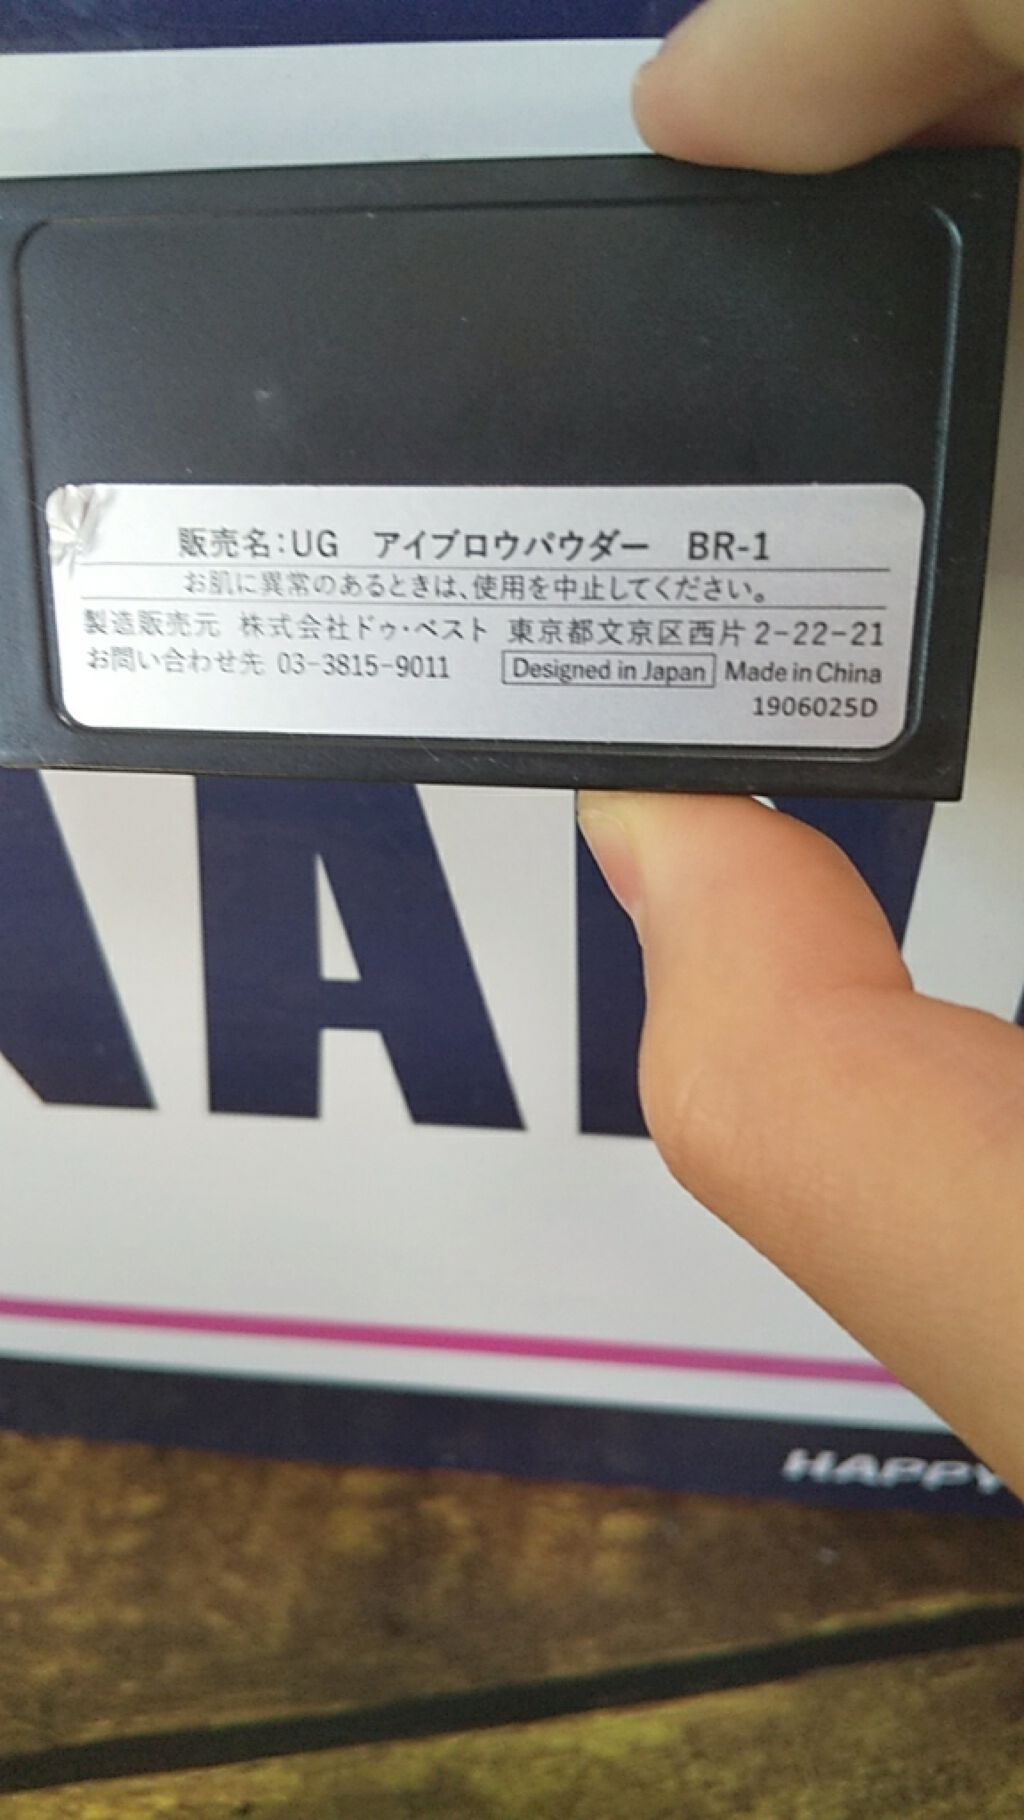 販売名:UG アイブロウパウダー BR-1
お肌に異常のあるときは、使用を中止してください。
製造販売元 株式会社ドゥ・ベスト 東京都文京区西片2-22-21
お問い合わせ先 03-3815-9011 Designed in Japan Made in China
1906025D
HAPPY